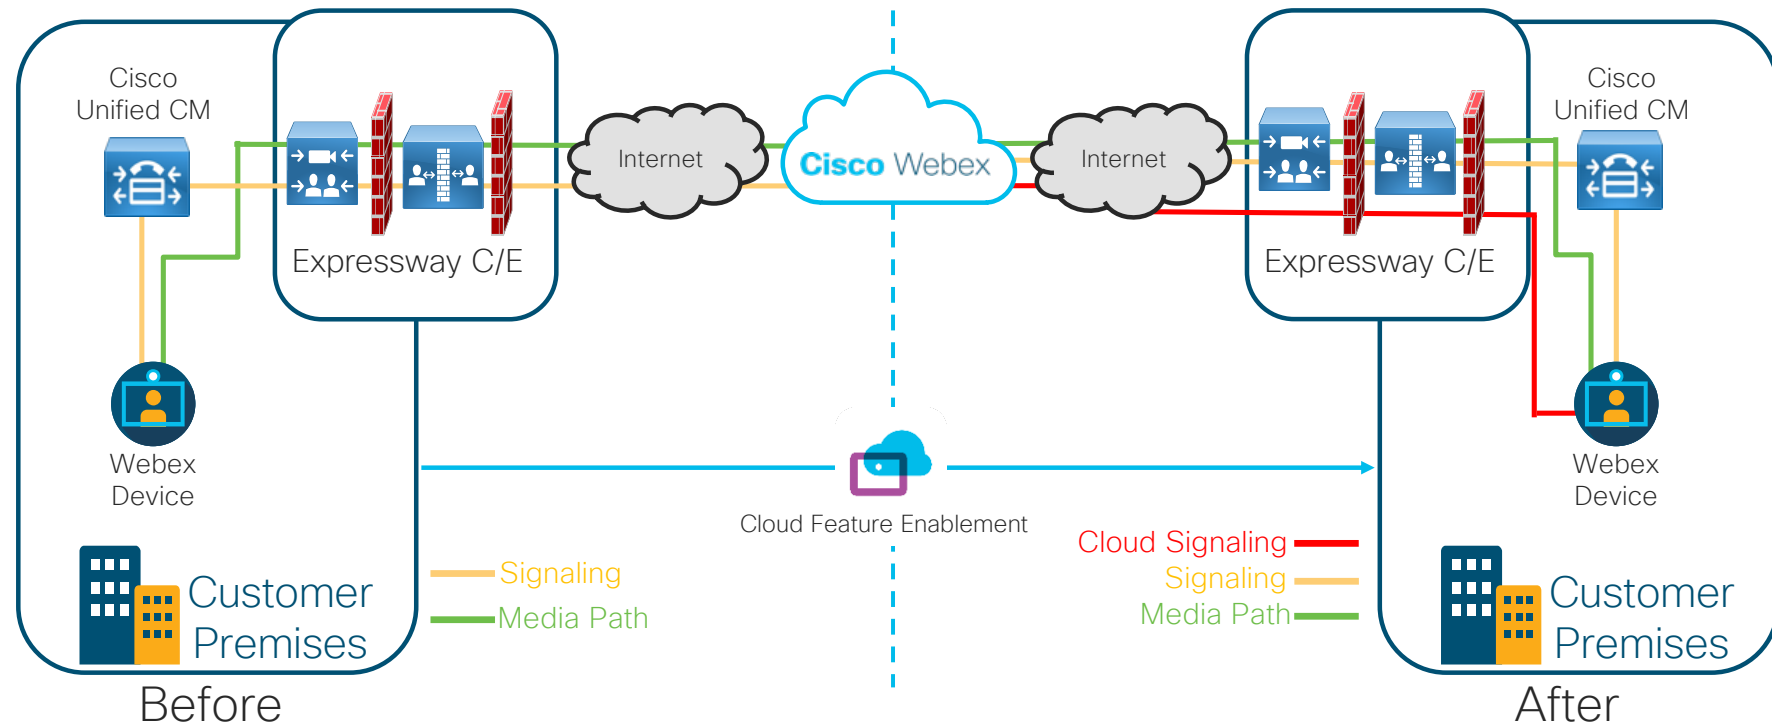 Cisco
Unified CM
Expressway C/E
Internet
Cisco Webex
Internet
Expressway C/E
Cisco
Unified CM
Webex
Device
Webex
Device
Cloud Feature Enablement
Signaling
Media Path
Cloud Signaling
Signaling
Media Path
Customer
Premises
Customer
Premises
Before
After